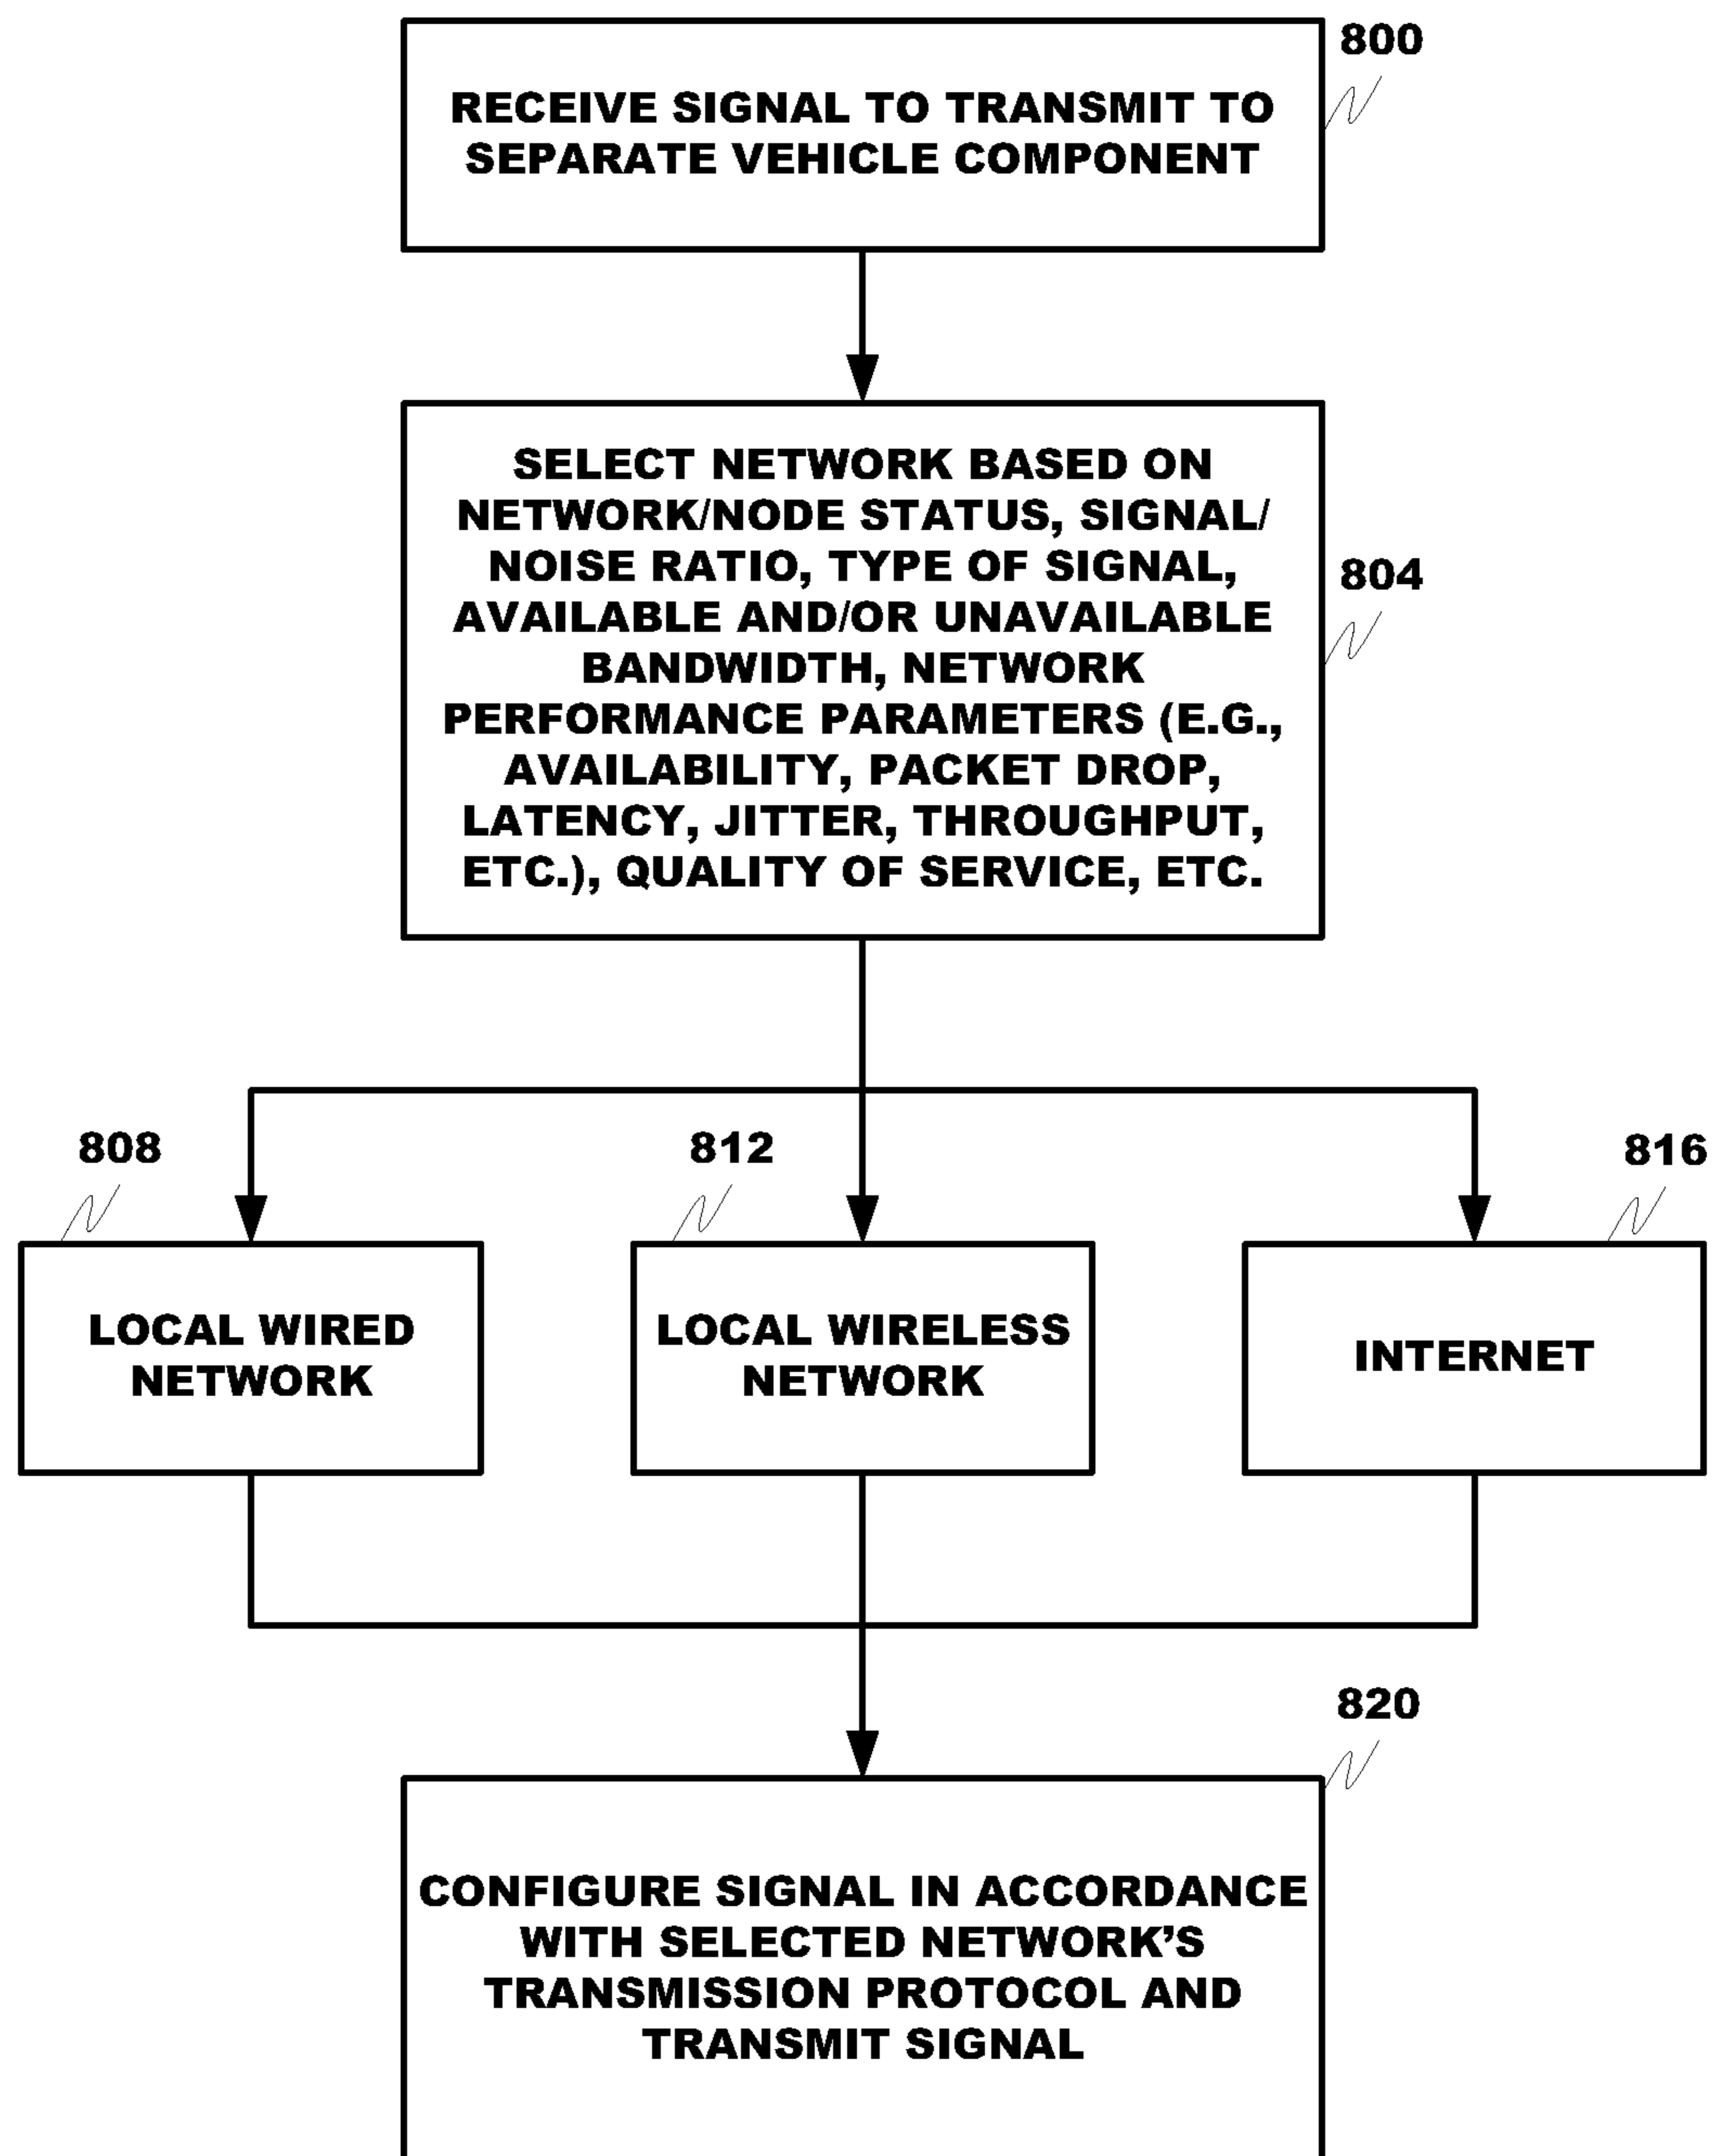 800
RECEIVE SIGNAL TO TRANSMIT TO
SEPARATE VEHICLE COMPONENT
SELECT NETWORK BASED ON
NETWORK/NODE STATUS, SIGNAL/
NOISE RATIO, TYPE OF SIGNAL,
AVAILABLE AND/OR UNAVAILABLE
BANDWIDTH, NETWORK
PERFORMANCE PARAMETERS (E.G.,
AVAILABILITY, PACKET DROP,
LATENCY, JITTER, THROUGHPUT,
ETC.), QUALITY OF SERVICE, ETC.
804
808
812
816
LOCAL WIRED
NETWORK
LOCAL WIRELESS
NETWORK
INTERNET
820
CONFIGURE SIGNAL IN ACCORDANCE
WITH SELECTED NETWORK’S
TRANSMISSION PROTOCOL AND
TRANSMIT SIGNAL